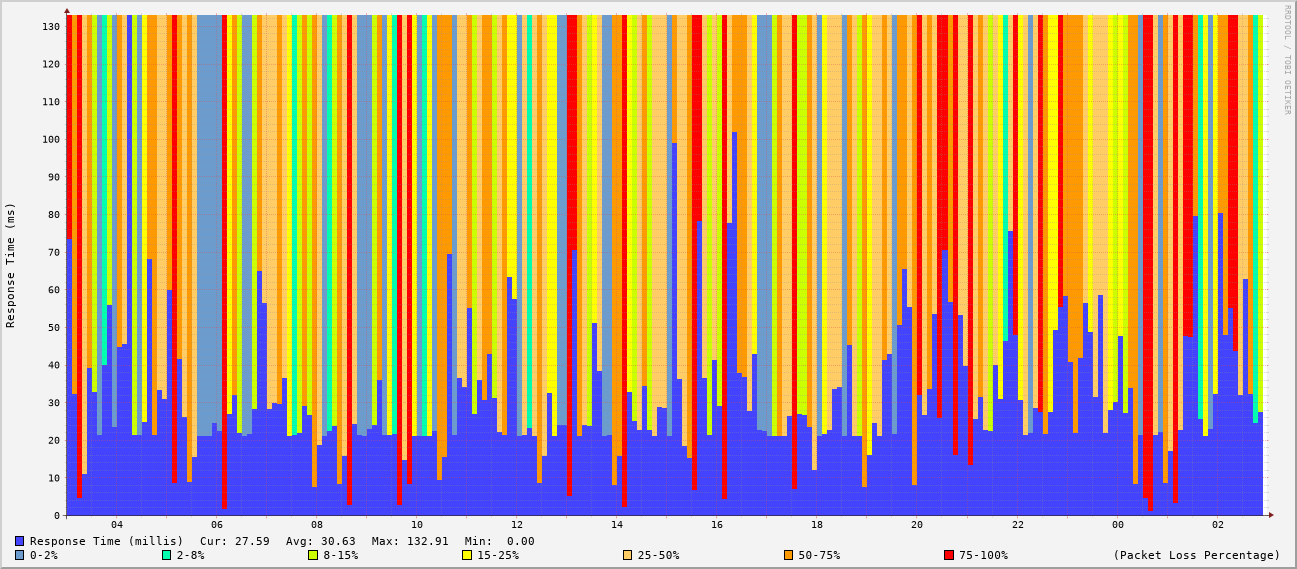 130
120
110
100
90
80
70
60
50
40
30
20
10
0
Response Time (ms)
RRDTOOL / TOBI OETIKER
04 06 08 10 12 14 16 18 20 22 00 02
Response Time (millis) Cur: 27.59 Avg: 30.63 Max: 132.91 Min: 0.00
0-2% 2-8% 8-15% 15-25% 25-50% 50-75% 75-100% (Packet Loss Percentage)